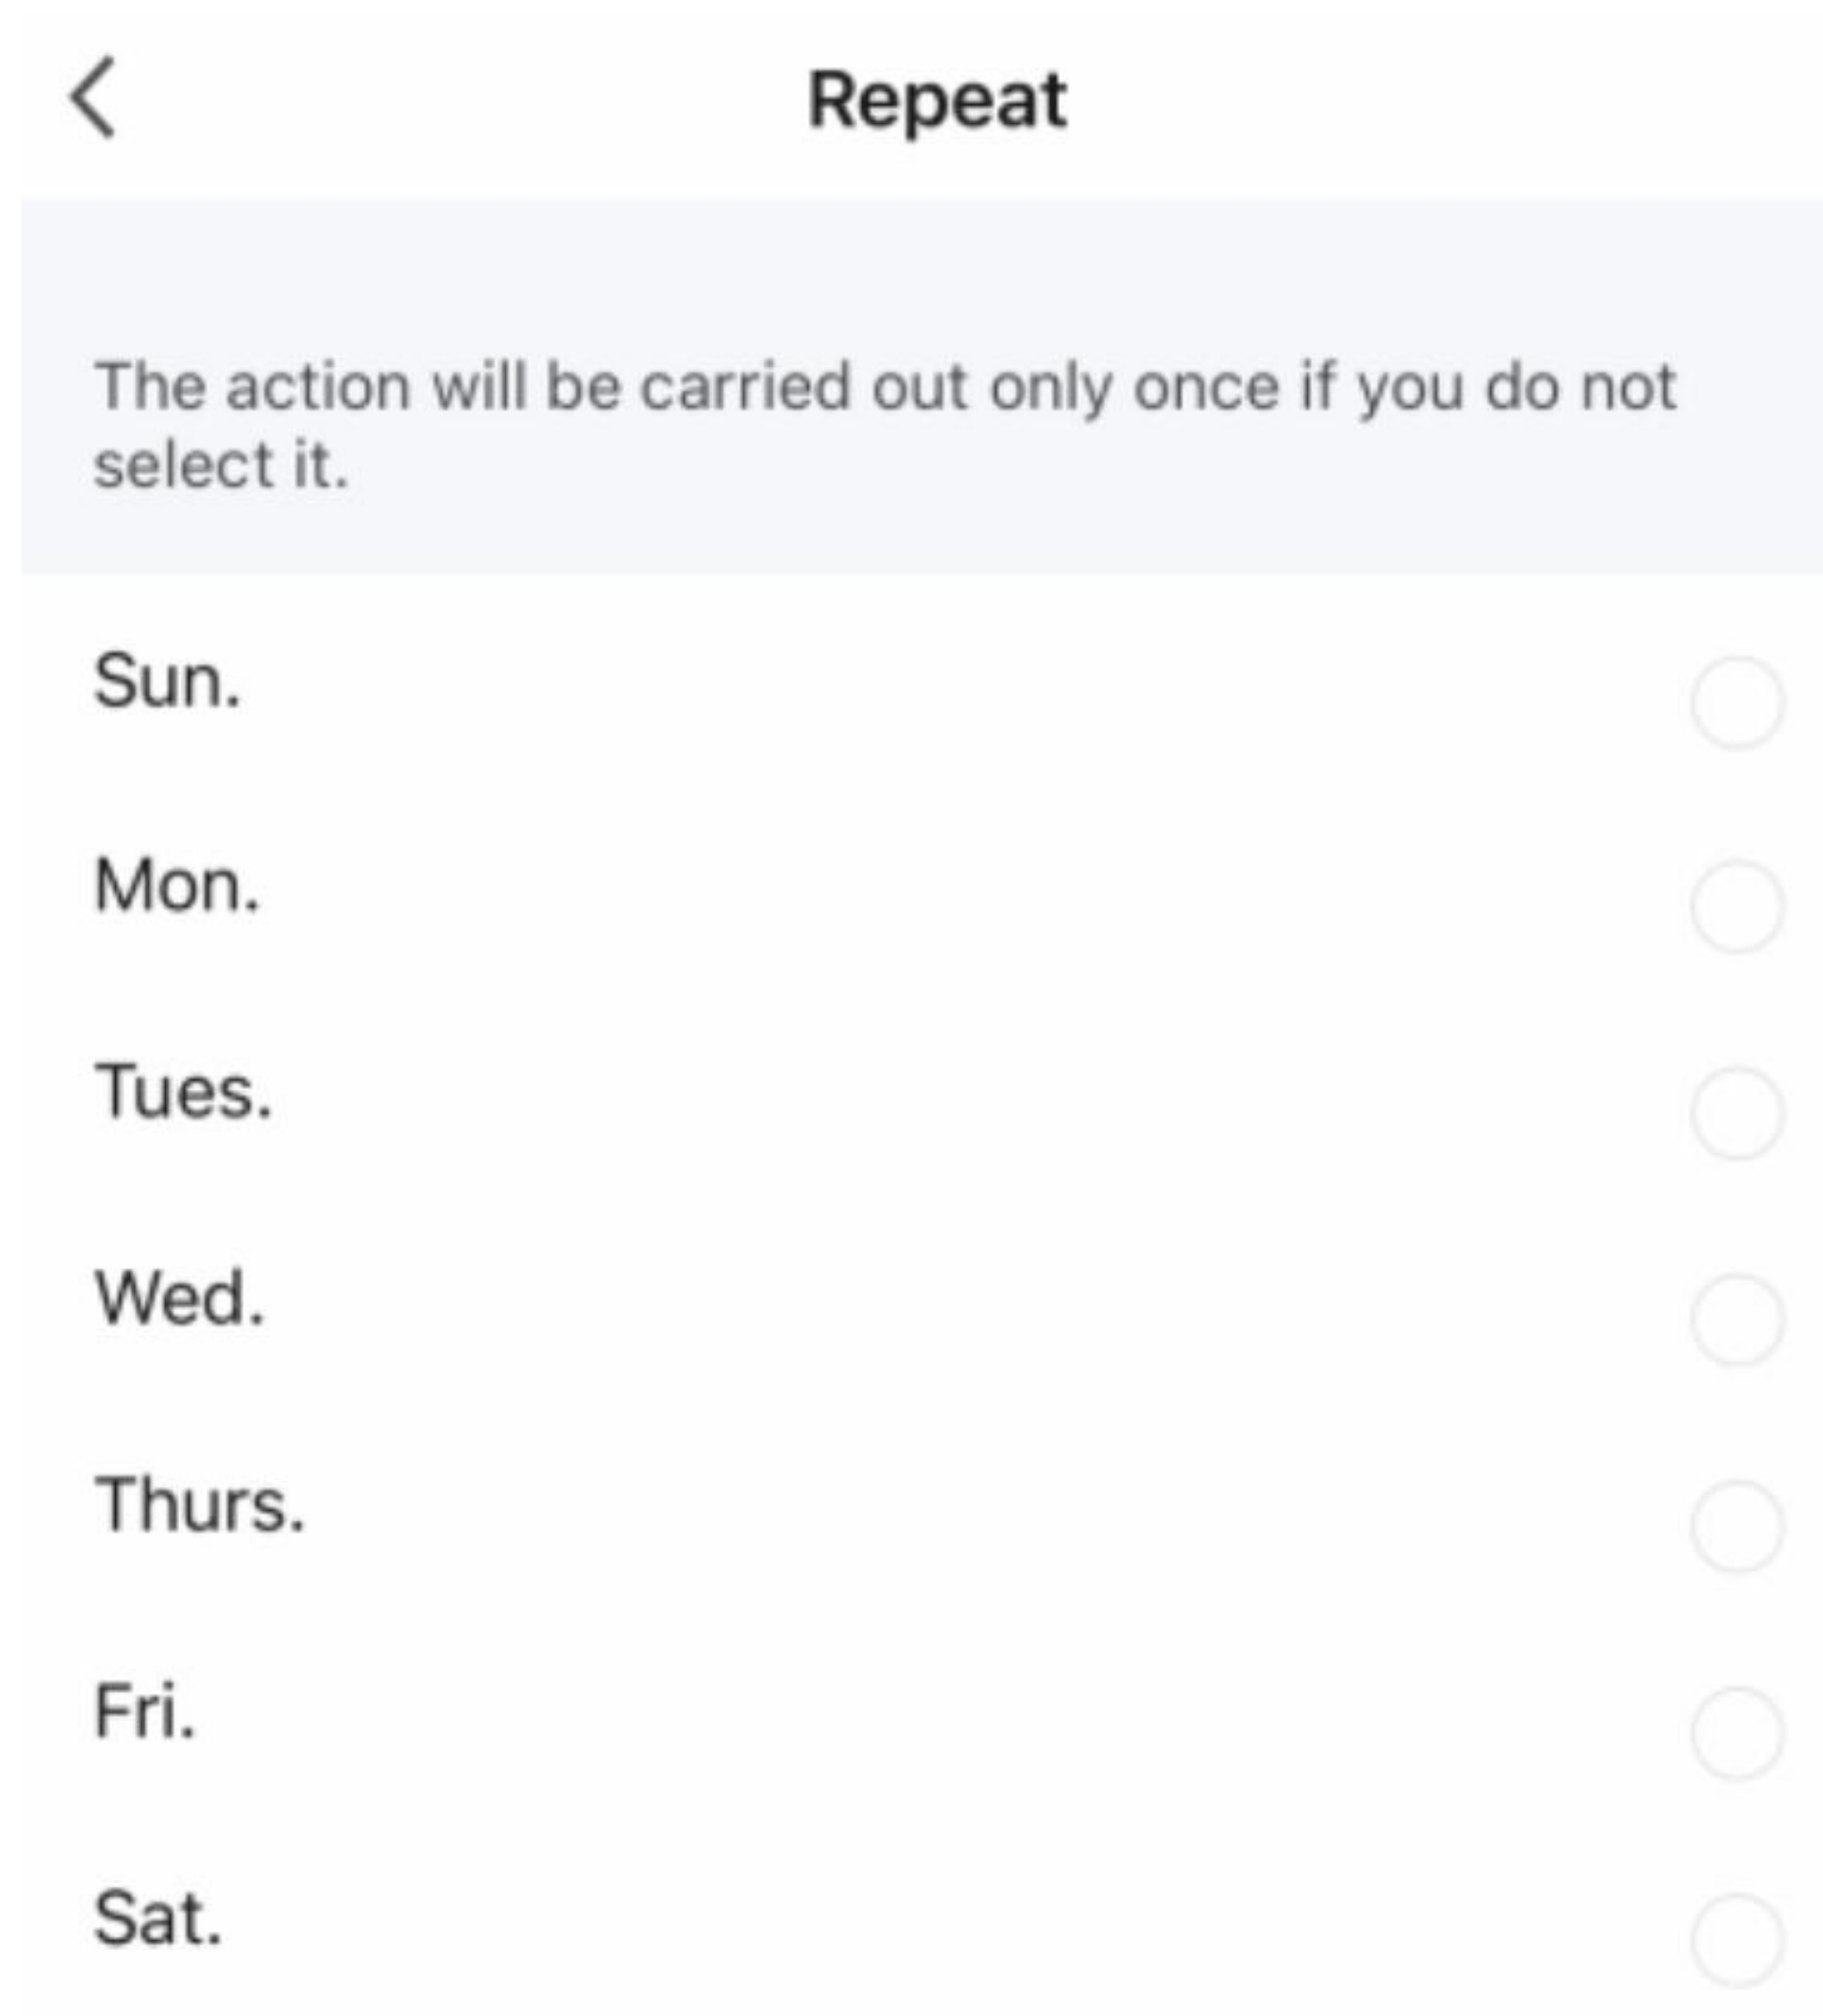 Repeat
The action will be carried out only once if you do not
select it.
Sun.
Mon.
Tues.
Wed.
Thurs.
Fri.
Sat.